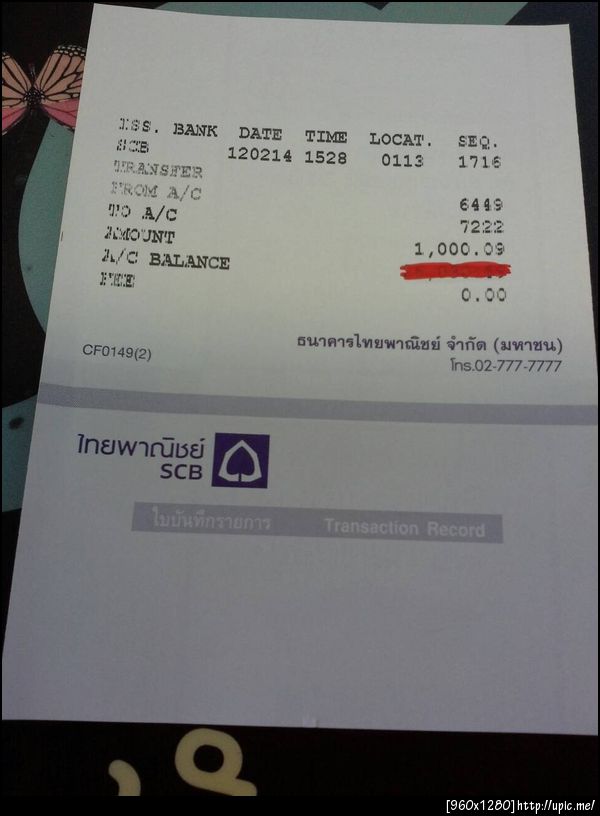 ISS. BANK DATE TIME LOCAT. SEQ.
SCB 120214 1528 0113 1716
TRANSFER
FROM A/C 6449
TO A/C 7222
AMOUNT 1,000.09
A/C BALANCE
FEE 0.00
CF0149(2)
ธนาคารไทยพาณิชย์ จำกัด (มหาชน)
โทร.02-777-7777
ไทยพาณิชย์
SCB
ใบบันทึกรายการ Transaction Record
[960x1280]http://upic.me/